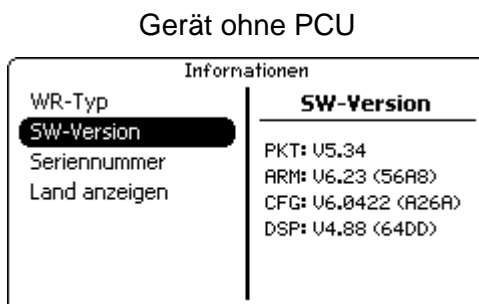 Gerät ohne PCU
Informationen
WR-Typ
SW-Version
Seriennummer
Land anzeigen
SW-Version
PKT: V5.34
ARM: V6.23 (56A8)
CFG: V6.0422 (A26A)
DSP: V4.88 (64DD)